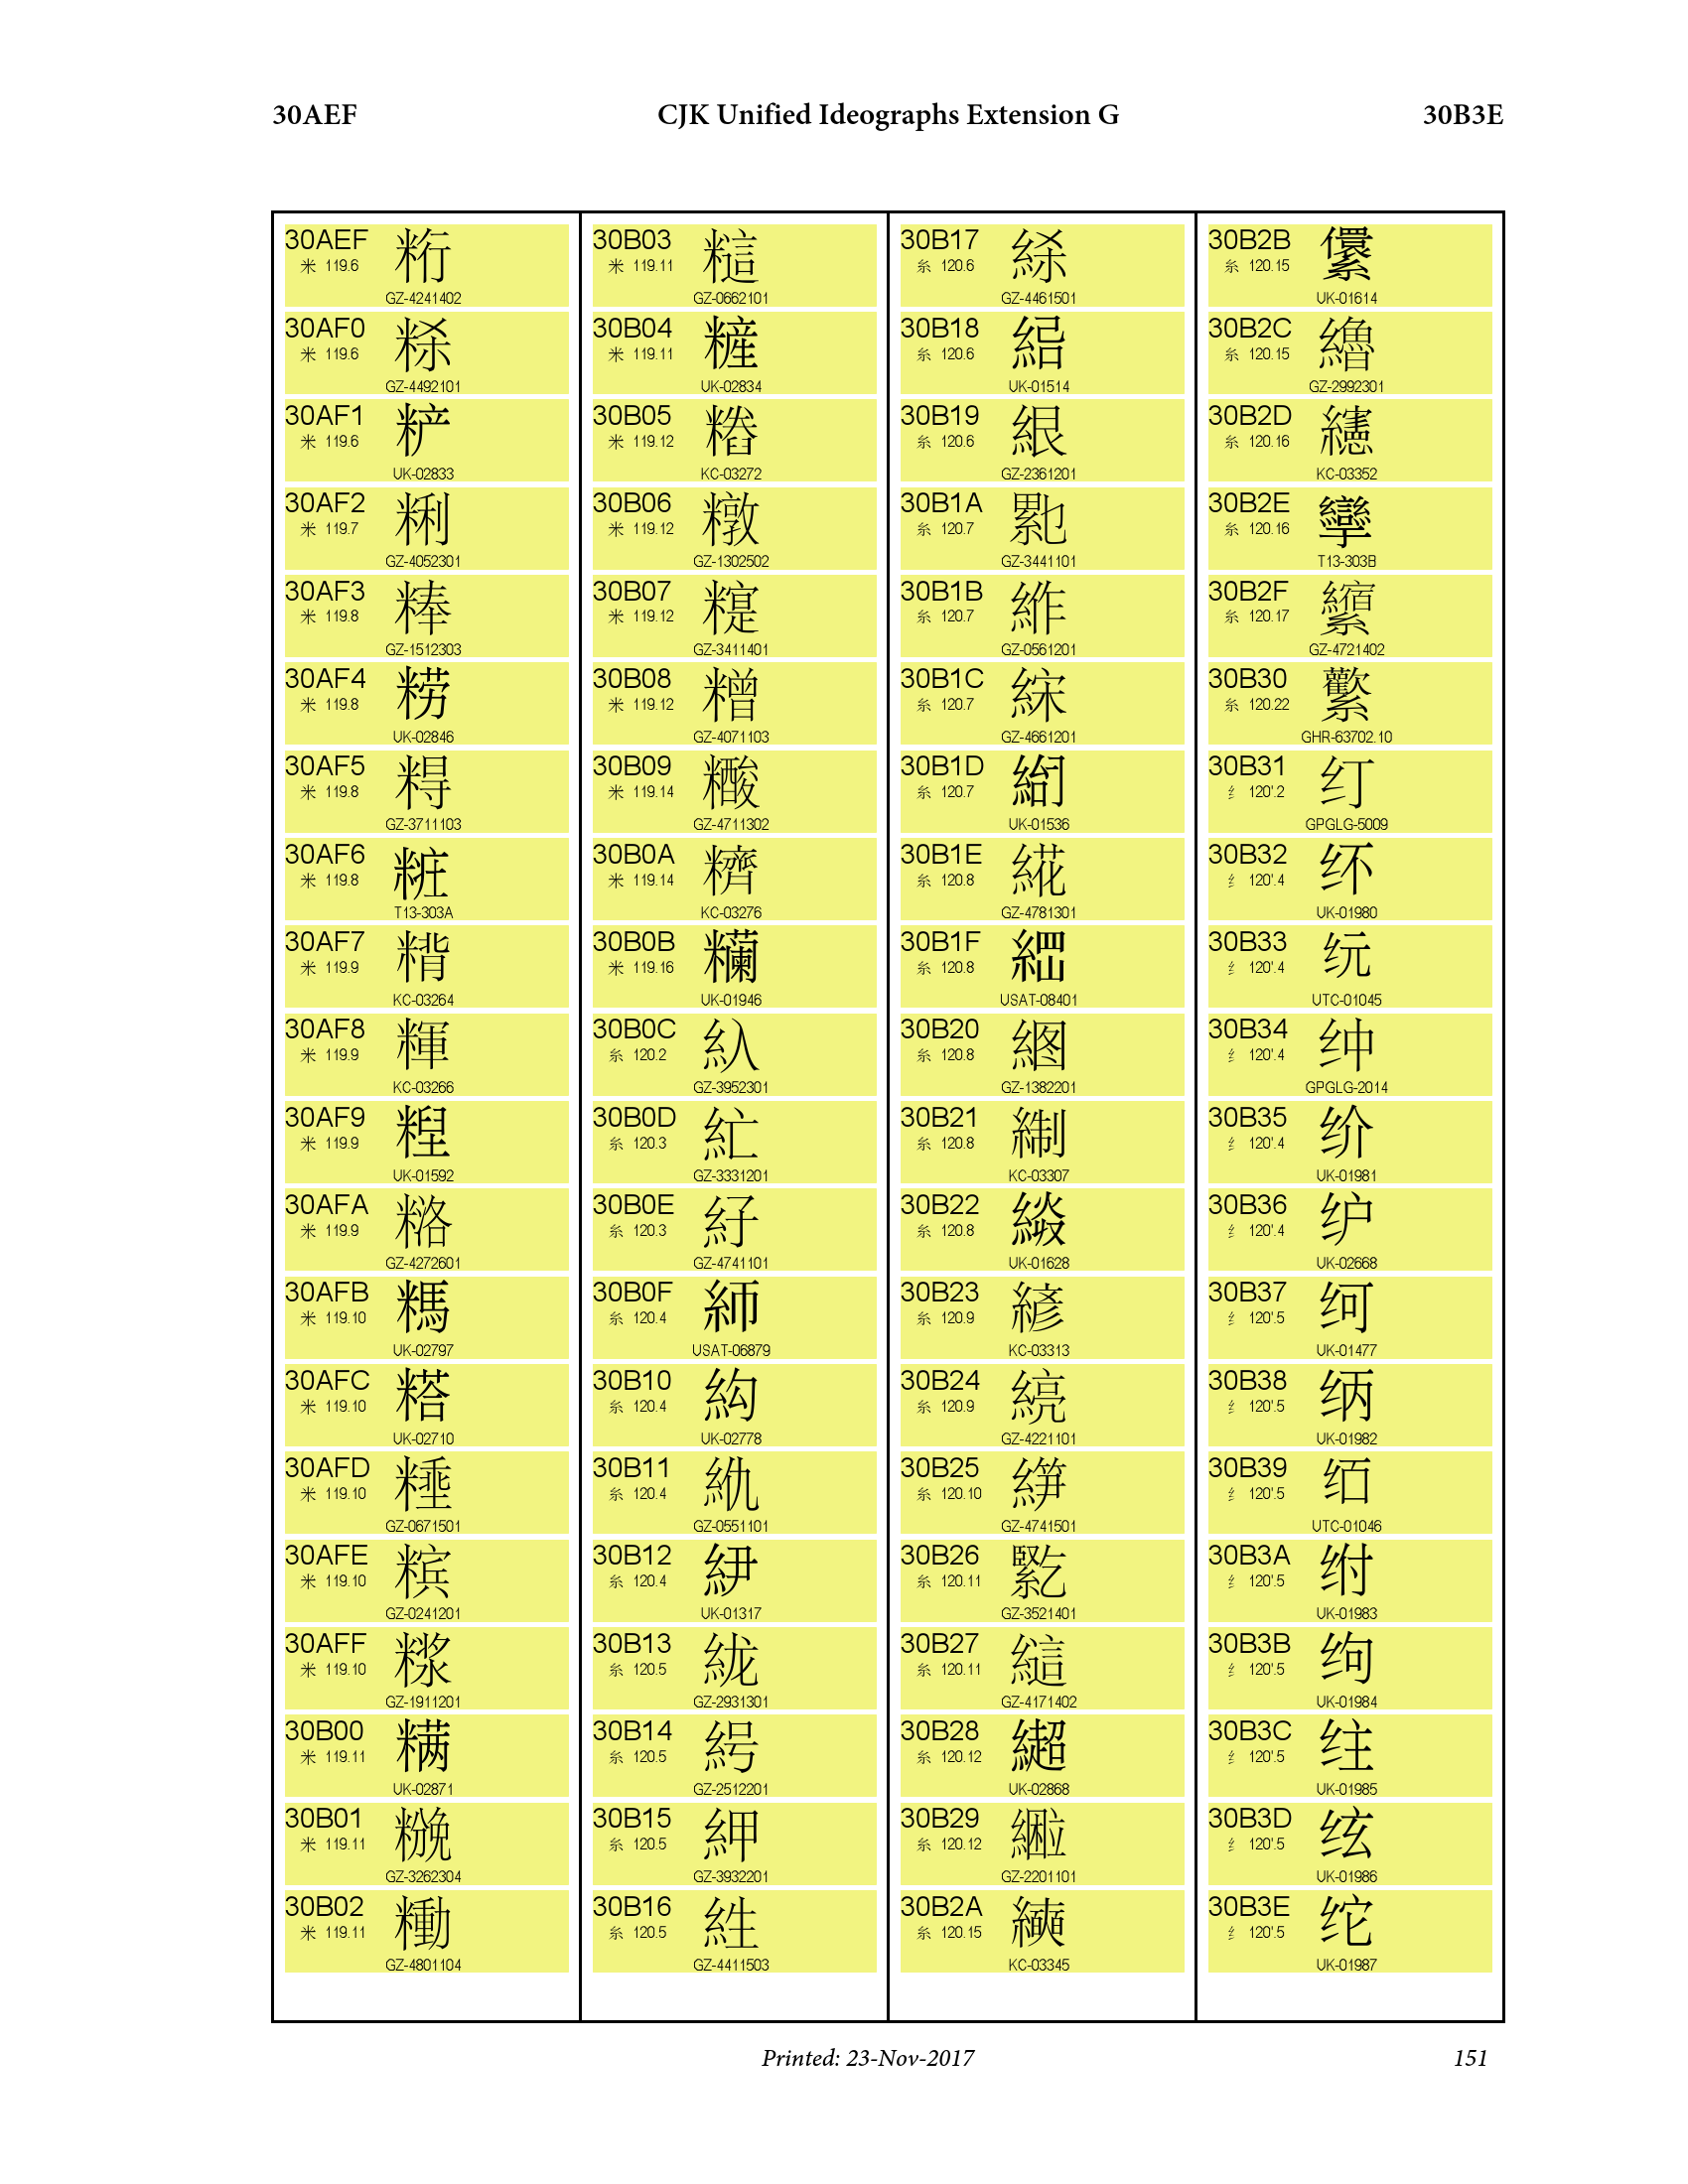 30AEF CJK Unified Ideographs Extension G 30B3E
30AEF
米 119.6
GZ-4241402
30AF0
米 119.6
GZ-4492101
30AF1
米 119.6
UK-02833
30AF2
米 119.7
GZ-4052301
30AF3
米 119.8
GZ-1512303
30AF4
米 119.8
UK-02846
30AF5
米 119.8
GZ-3711103
30AF6
米 119.8
T13-303A
30AF7
米 119.9
KC-03264
30AF8
米 119.9
KC-03266
30AF9
米 119.9
UK-01592
30AFA
米 119.9
GZ-4272601
30AFB
米 119.10
UK-02797
30AFC
米 119.10
UK-02710
30AFD
米 119.10
GZ-0671501
30AFE
米 119.10
GZ-0241201
30AFF
米 119.10
GZ-1911201
30B00
米 119.11
UK-02871
30B01
米 119.11
GZ-3262304
30B02
米 119.11
GZ-4801104
30B03
米 119.11
GZ-0662101
30B04
米 119.11
UK-02834
30B05
米 119.12
KC-03272
30B06
米 119.12
GZ-1302502
30B07
米 119.12
GZ-3411401
30B08
米 119.12
GZ-4071103
30B09
米 119.14
GZ-4711302
30B0A
米 119.14
KC-03276
30B0B
米 119.16
UK-01946
30B0C
糸 120.2
GZ-3952301
30B0D
糸 120.3
GZ-3331201
30B0E
糸 120.3
GZ-4741101
30B0F
糸 120.4
USAT-06879
30B10
糸 120.4
UK-02778
30B11
糸 120.4
GZ-0551101
30B12
糸 120.4
UK-01317
30B13
糸 120.5
GZ-2931301
30B14
糸 120.5
GZ-2512201
30B15
糸 120.5
GZ-3932201
30B16
糸 120.5
GZ-4411503
30B17
糸 120.6
GZ-4461501
30B18
糸 120.6
UK-01514
30B19
糸 120.6
GZ-2361201
30B1A
糸 120.7
GZ-3441101
30B1B
糸 120.7
GZ-0561201
30B1C
糸 120.7
GZ-4661201
30B1D
糸 120.7
UK-01536
30B1E
糸 120.8
GZ-4781301
30B1F
糸 120.8
USAT-08401
30B20
糸 120.8
GZ-1382201
30B21
糸 120.8
KC-03307
30B22
糸 120.8
UK-01628
30B23
糸 120.9
KC-03313
30B24
糸 120.9
GZ-4221101
30B25
糸 120.10
GZ-4741501
30B26
糸 120.11
GZ-3521401
30B27
糸 120.11
GZ-4171402
30B28
糸 120.12
UK-02868
30B29
糸 120.12
GZ-2201101
30B2A
糸 120.15
KC-03345
30B2B
糸 120.15
UK-01614
30B2C
糸 120.15
GZ-2992301
30B2D
糸 120.16
KC-03352
30B2E
糸 120.16
T13-303B
30B2F
糸 120.17
GZ-4721402
30B30
糸 120.22
GHR-63702.10
30B31
纟 120'.2
GPGLG-5009
30B32
纟 120'.4
UK-01980
30B33
纟 120'.4
UTC-01045
30B34
纟 120'.4
GPGLG-2014
30B35
纟 120'.4
UK-01981
30B36
纟 120'.4
UK-02668
30B37
纟 120'.5
UK-01477
30B38
纟 120'.5
UK-01982
30B39
纟 120'.5
UTC-01046
30B3A
纟 120'.5
UK-01983
30B3B
纟 120'.5
UK-01984
30B3C
纟 120'.5
UK-01985
30B3D
纟 120'.5
UK-01986
30B3E
纟 120'.5
UK-01987
Printed: 23-Nov-2017 151